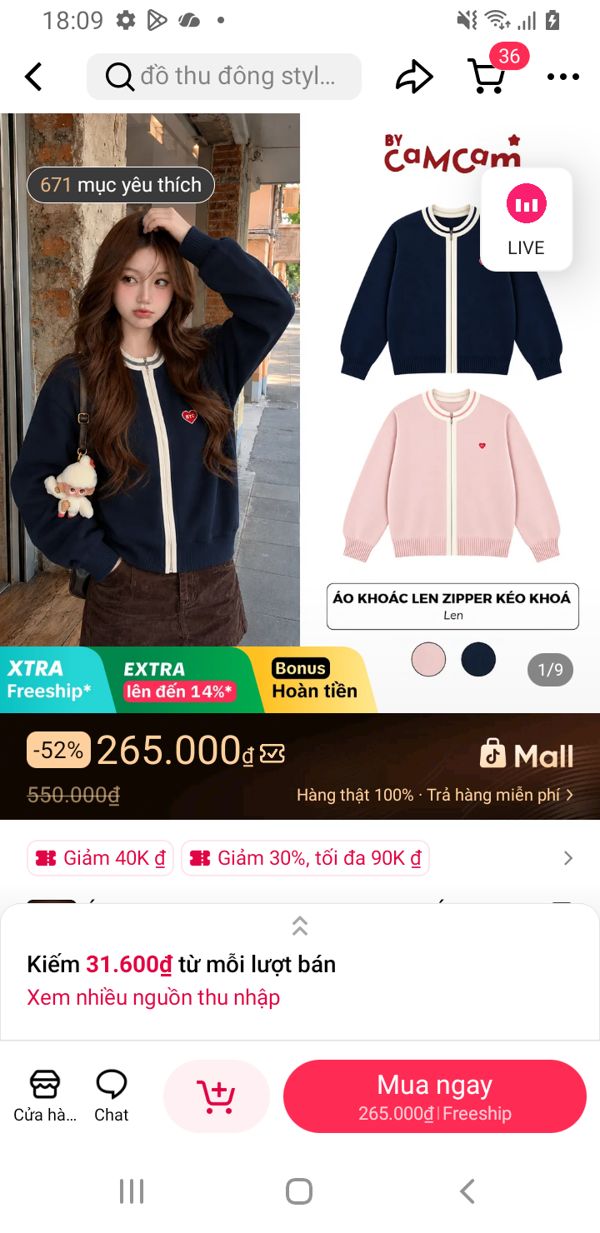 18:09
đồ thu đông styl...
36
671 mục yêu thích
BY
CaMCam
LIVE
BYC
ÁO KHOÁC LEN ZIPPER KÉO KHOÁ
Len
XTRA
Freeship*
EXTRA
lên đến 14%*
Bonus
Hoàn tiền
1/9
-52% 265.000₫
Mall
550.000₫
Hàng thật 100% · Trả hàng miễn phí >
Giảm 40K ₫
Giảm 30%, tối đa 90K ₫
Kiếm 31.600₫ từ mỗi lượt bán
Xem nhiều nguồn thu nhập
Cửa hà...
Chat
Mua ngay
265.000₫ | Freeship